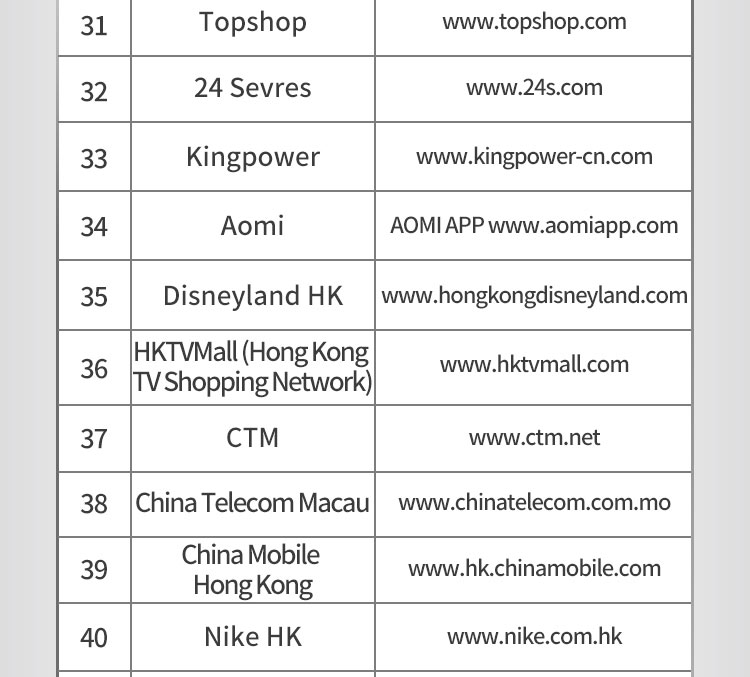 31 Topshop www.topshop.com
32 24 Sevres www.24s.com
33 Kingpower www.kingpower-cn.com
34 Aomi AOMI APP www.aomiapp.com
35 Disneyland HK www.hongkongdisneyland.com
36 HKTVMall (Hong Kong
TV Shopping Network) www.hktvmall.com
37 CTM www.ctm.net
38 China Telecom Macau www.chinatelecom.com.mo
39 China Mobile
Hong Kong www.hk.chinamobile.com
40 Nike HK www.nike.com.hk